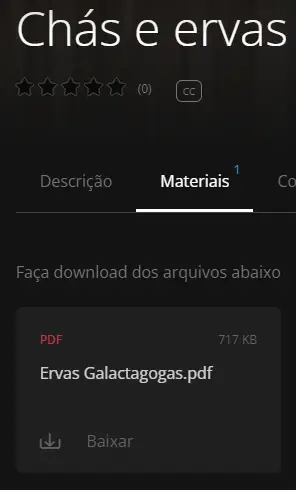 Chás e ervas
(0)
CC
Descrição
Materiais
1
Co
Faça download dos arquivos abaixo
PDF
717 KB
Ervas Galactagogas.pdf
Baixar